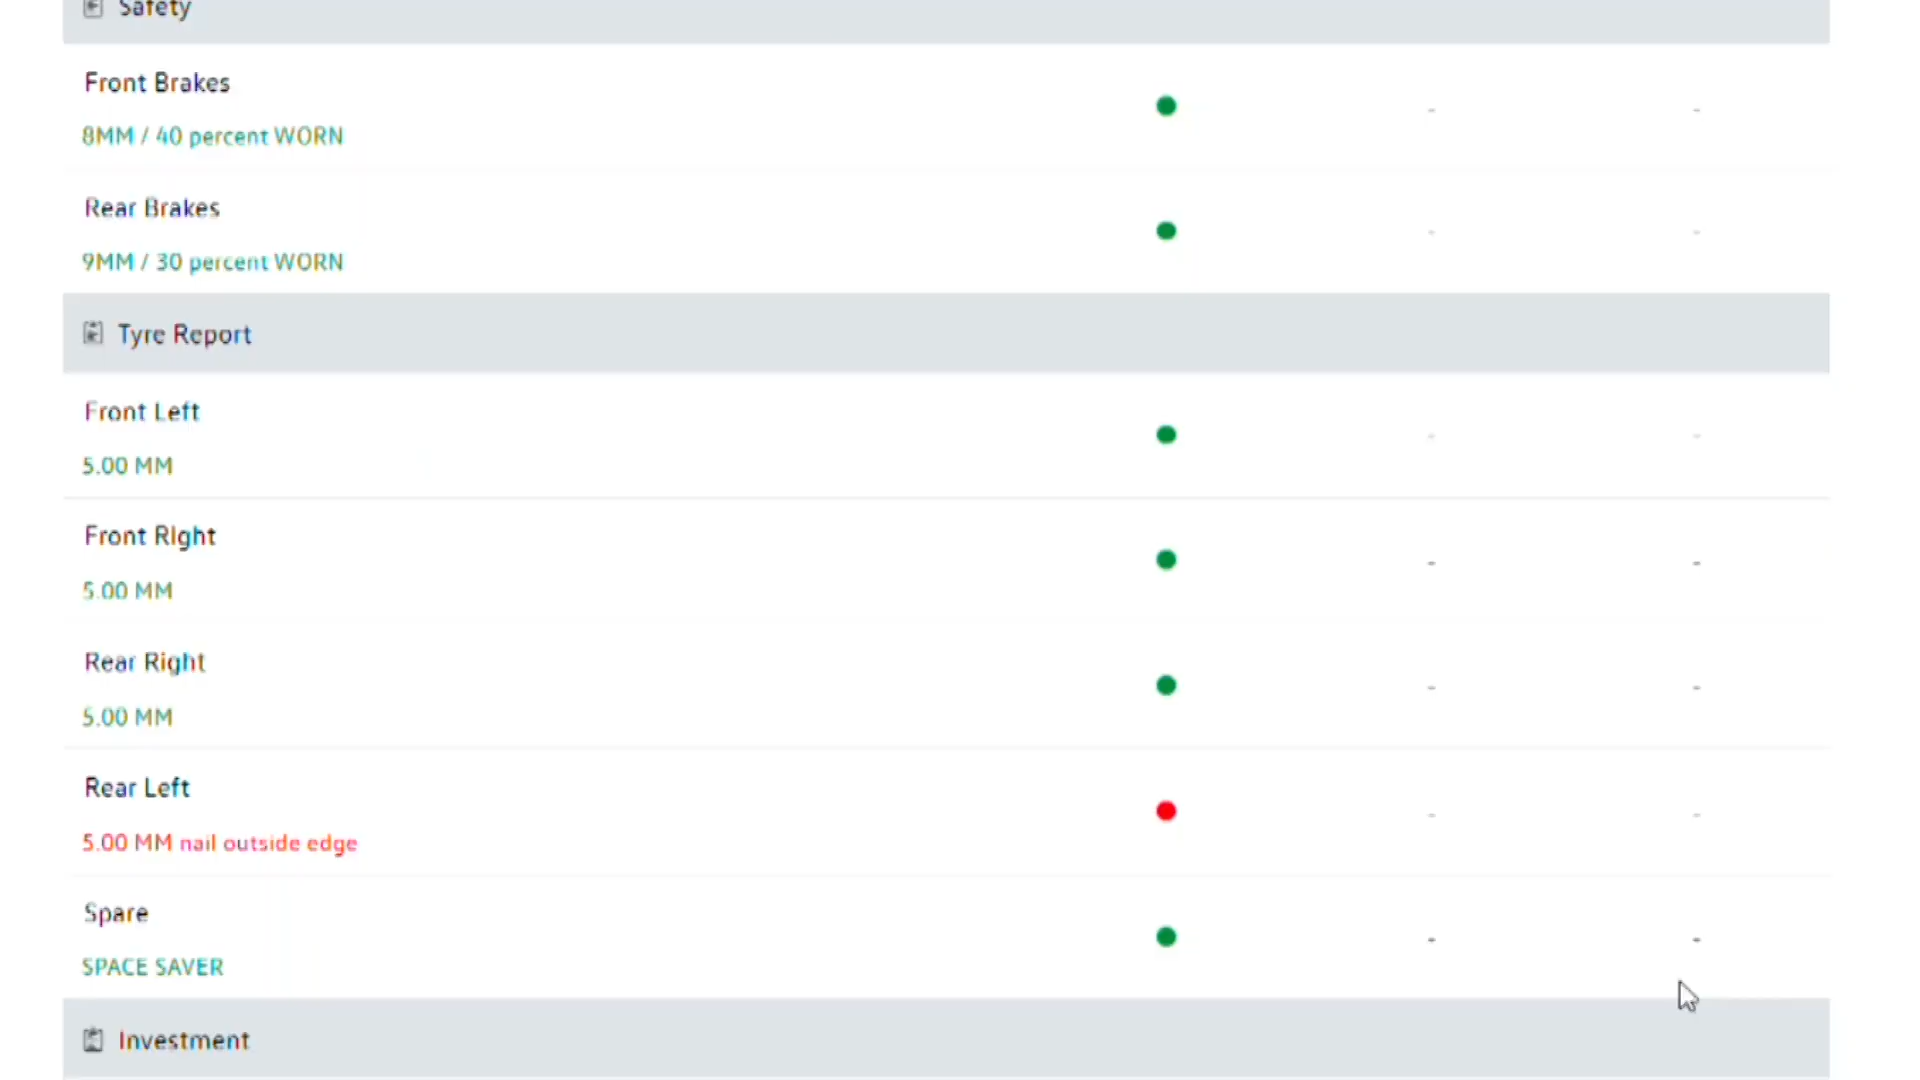 Safety
Front Brakes
8MM / 40 percent WORN
- -
Rear Brakes
9MM / 30 percent WORN
- -
Tyre Report
Front Left
5.00 MM
- -
Front RIght
5.00 MM
- -
Rear Right
5.00 MM
- -
Rear Left
5.00 MM nail outside edge
- -
Spare
SPACE SAVER
- -
Investment